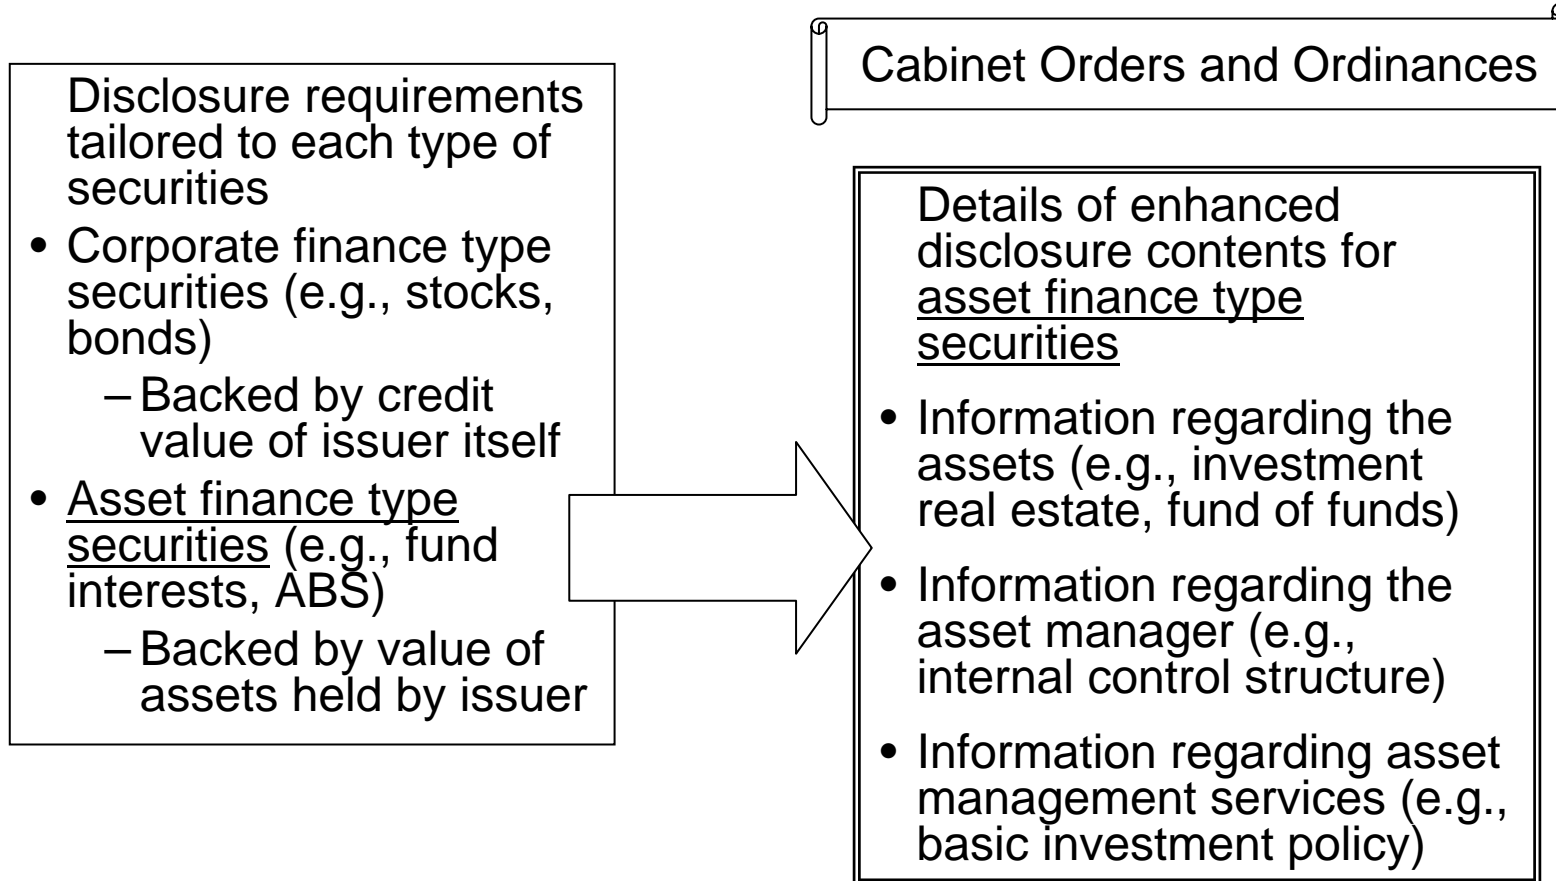 Cabinet Orders and Ordinances
Disclosure requirements
tailored to each type of
securities
• Corporate finance type
securities (e.g., stocks,
bonds)
– Backed by credit
value of issuer itself
• Asset finance type
securities (e.g., fund
interests, ABS)
– Backed by value of
assets held by issuer
Details of enhanced
disclosure contents for
asset finance type
securities
• Information regarding the
assets (e.g., investment
real estate, fund of funds)
• Information regarding the
asset manager (e.g.,
internal control structure)
• Information regarding asset
management services (e.g.,
basic investment policy)